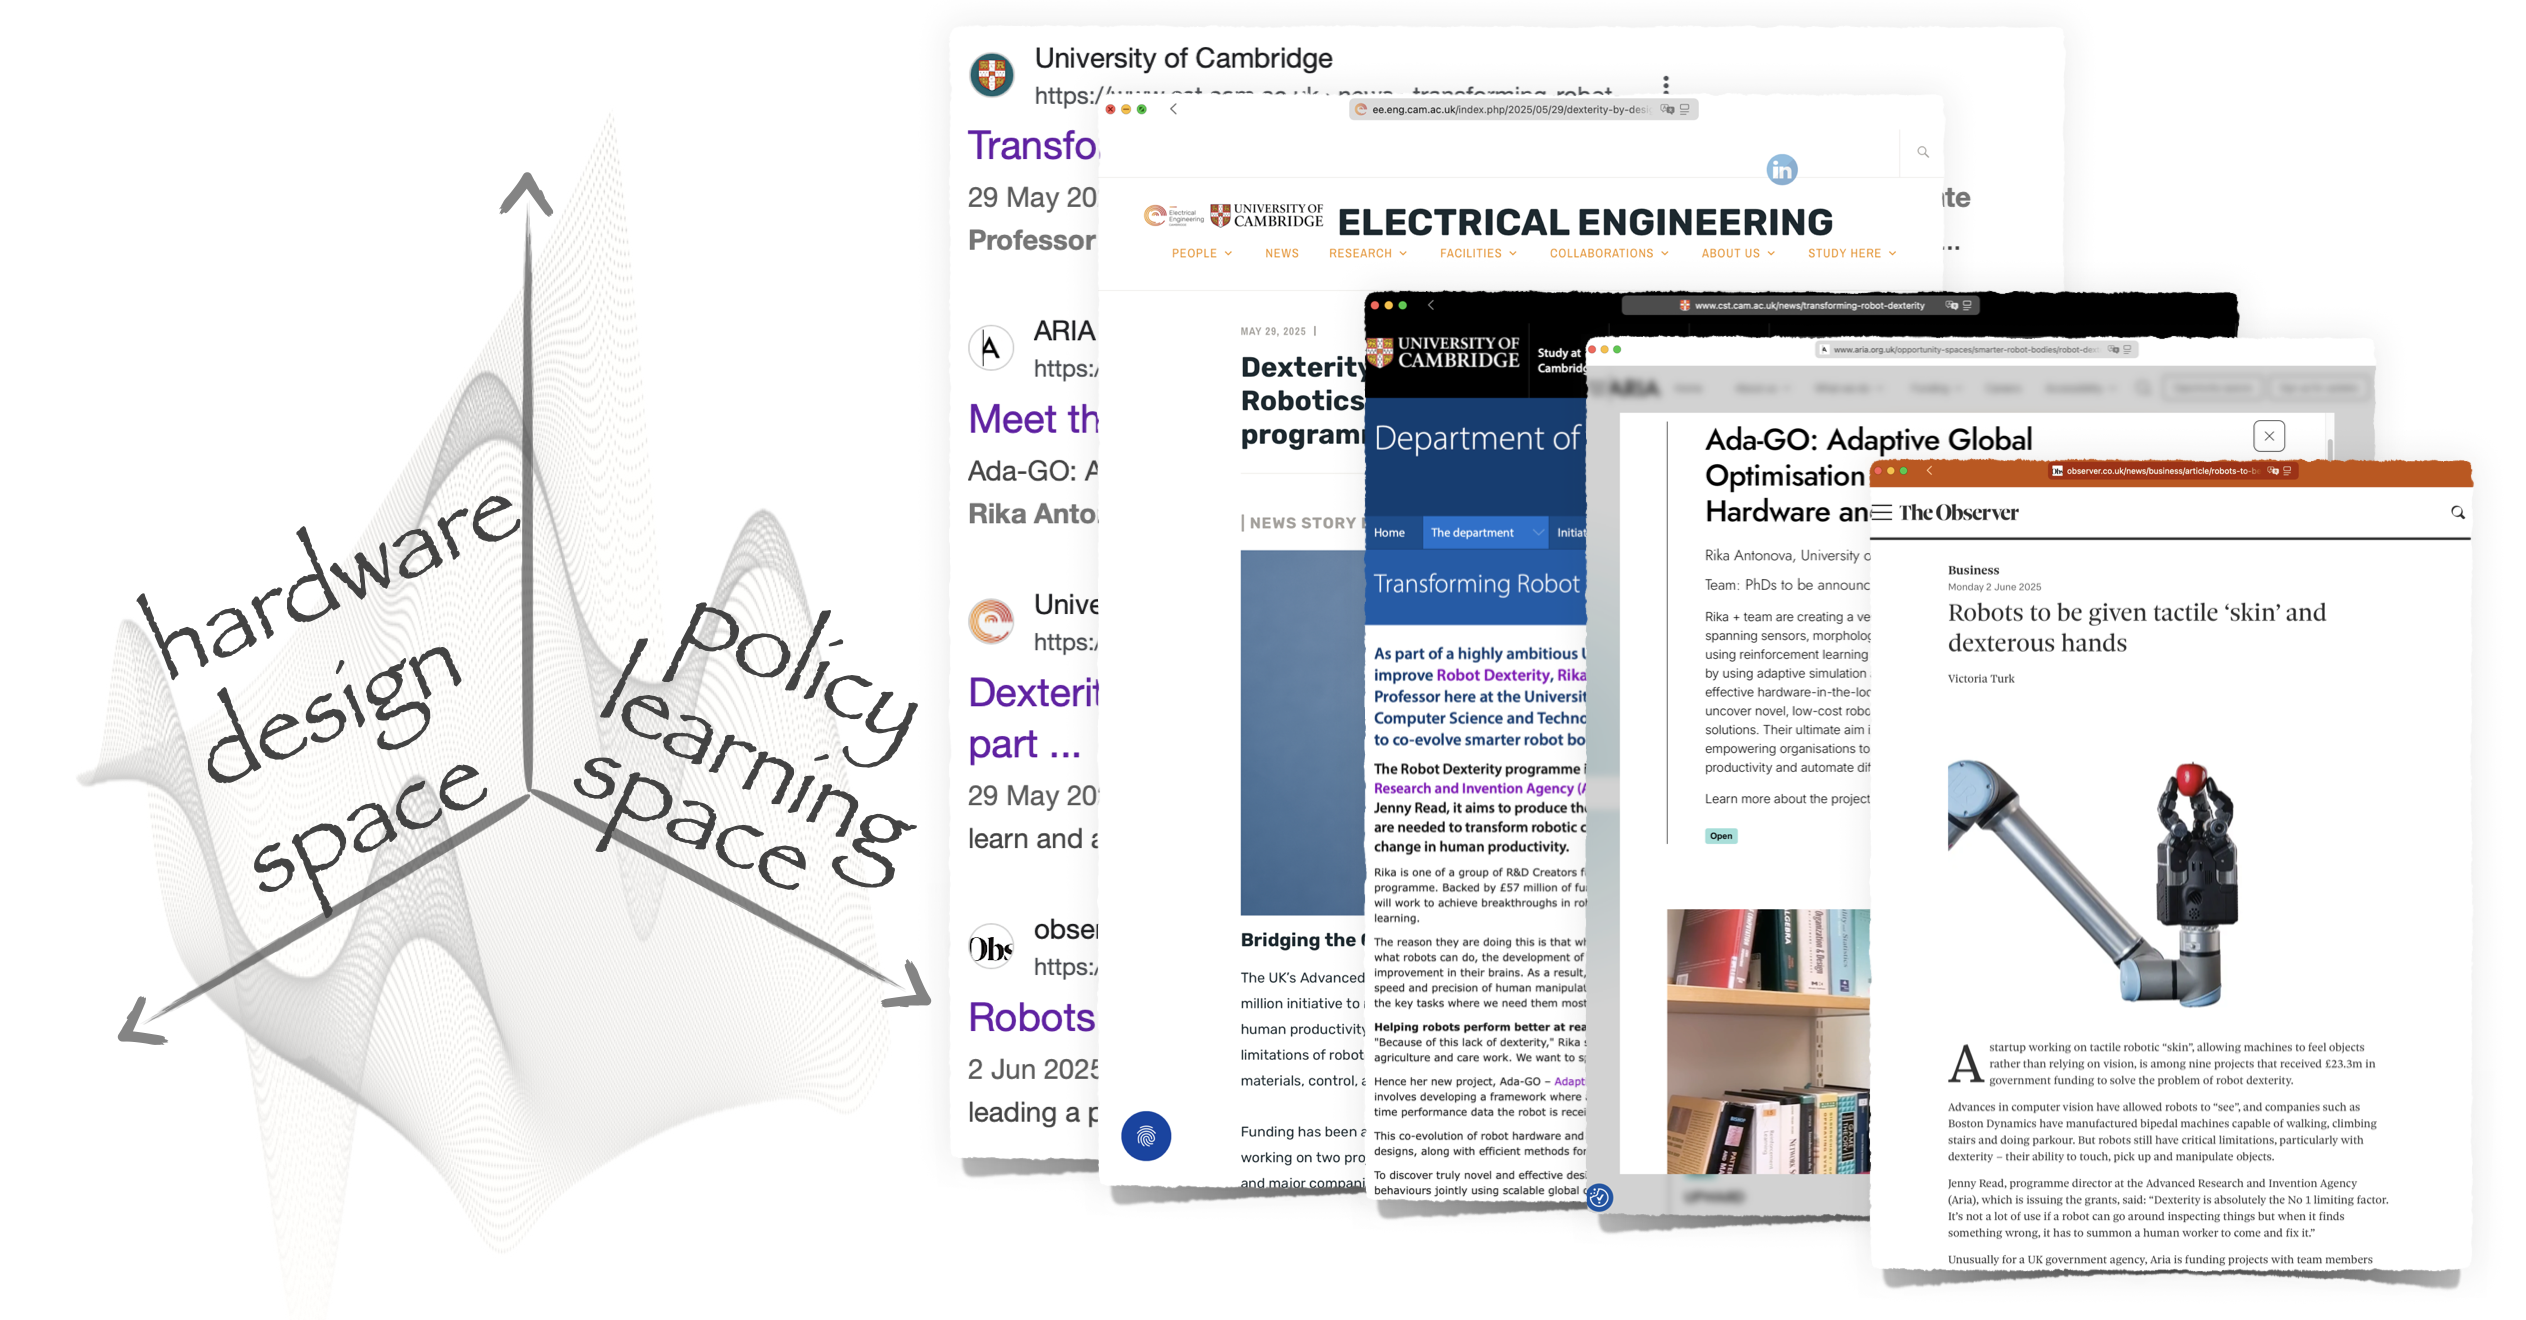 hardware
design
space
policy
learning
space
University of Cambridge
https://www.cst.cam.ac.uk › news › transforming-robot
Transfo
29 May 20
te
Professor
...
ARIA
https:/
Meet th
Ada-GO: A
Rika Anto
Unive
https:/
Dexterit
part ...
29 May 20
learn and a
obser
https:/
Robots
2 Jun 2025
leading a p
Obs
ee.eng.cam.ac.uk/index.php/2025/05/29/dexterity-by-desi
in
Electrical
Engineering
UNIVERSITY OF
CAMBRIDGE
ELECTRICAL ENGINEERING
PEOPLE NEWS RESEARCH FACILITIES COLLABORATIONS ABOUT US STUDY HERE
MAY 29, 2025 |
Dexterity
Robotics
program
| NEWS STORY
Bridging the
The UK’s Advanced
million initiative to
human productivity
limitations of robot
materials, control, a
Funding has been a
working on two pro
and major compani
www.cst.cam.ac.uk/news/transforming-robot-dexterity
UNIVERSITY OF
CAMBRIDGE
Study at
Cambridg
Department of
Home The department Initiat
Transforming Robot
As part of a highly ambitious U
improve Robot Dexterity, Rika
Professor here at the Universit
Computer Science and Techno
to co-evolve smarter robot bo
The Robot Dexterity programme i
Research and Invention Agency (A
Jenny Read, it aims to produce the
are needed to transform robotic c
change in human productivity.
Rika is one of a group of R&D Creators f
programme. Backed by £57 million of fu
will work to achieve breakthroughs in rob
learning.
The reason they are doing this is that wh
what robots can do, the development of
improvement in their brains. As a result,
speed and precision of human manipulat
the key tasks where we need them most
Helping robots perform better at rea
"Because of this lack of dexterity," Rika s
agriculture and care work. We want to s
Hence her new project, Ada-GO – Adapt
involves developing a framework where
time performance data the robot is recei
This co-evolution of robot hardware and
designs, along with efficient methods for
To discover truly novel and effective desi
behaviours jointly using scalable global o
www.aria.org.uk/opportunity-spaces/smarter-robot-bodies/robot-dex
ARIA
Ada-GO: Adaptive Global
Optimisation
Hardware an
Rika Antonova, University o
Team: PhDs to be announc
Rika + team are creating a ve
spanning sensors, morpholog
using reinforcement learning
by using adaptive simulation
effective hardware-in-the-loo
uncover novel, low-cost robo
solutions. Their ultimate aim i
empowering organisations to
productivity and automate dif
Learn more about the project
Open
observer.co.uk/news/business/article/robots-to-be
The Observer
Business
Monday 2 June 2025
Robots to be given tactile ‘skin’ and
dexterous hands
Victoria Turk
A startup working on tactile robotic “skin”, allowing machines to feel objects
rather than relying on vision, is among nine projects that received £23.3m in
government funding to solve the problem of robot dexterity.
Advances in computer vision have allowed robots to “see”, and companies such as
Boston Dynamics have manufactured bipedal machines capable of walking, climbing
stairs and doing parkour. But robots still have critical limitations, particularly with
dexterity – their ability to touch, pick up and manipulate objects.
Jenny Read, programme director at the Advanced Research and Invention Agency
(Aria), which is issuing the grants, said: “Dexterity is absolutely the No 1 limiting factor.
It’s not a lot of use if a robot can go around inspecting things but when it finds
something wrong, it has to summon a human worker to come and fix it.”
Unusually for a UK government agency, Aria is funding projects with team members